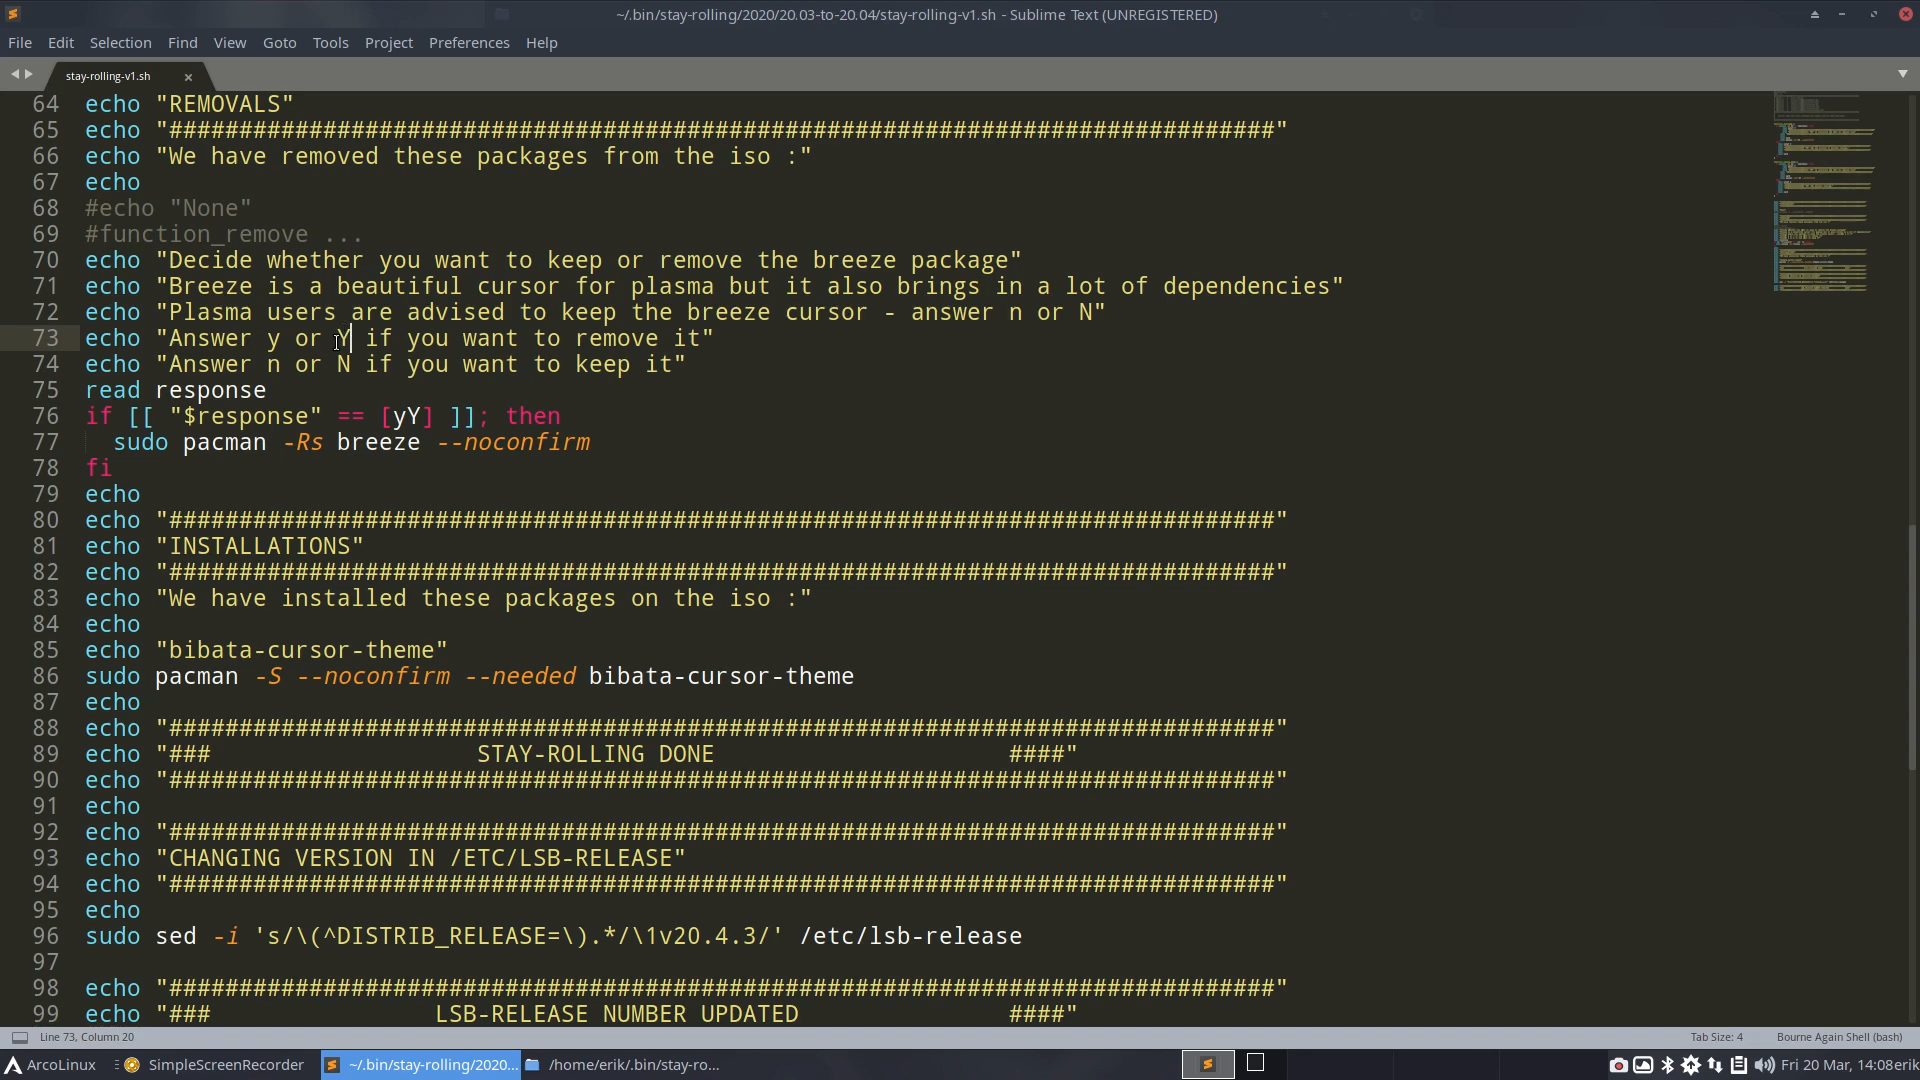 ~/.bin/stay-rolling/2020/20.03-to-20.04/stay-rolling-v1.sh - Sublime Text (UNREGISTERED)
File Edit Selection Find View Goto Tools Project Preferences Help
stay-rolling-v1.sh
64 echo "REMOVALS"
65 echo "###############################################################################"
66 echo "We have removed these packages from the iso :"
67 echo
68 #echo "None"
69 #function_remove ...
70 echo "Decide whether you want to keep or remove the breeze package"
71 echo "Breeze is a beautiful cursor for plasma but it also brings in a lot of dependencies"
72 echo "Plasma users are advised to keep the breeze cursor - answer n or N"
73 echo "Answer y or Y if you want to remove it"
74 echo "Answer n or N if you want to keep it"
75 read response
76 if [[ "$response" == [yY] ]]; then
77   sudo pacman -Rs breeze --noconfirm
78 fi
79 echo
80 echo "###############################################################################"
81 echo "INSTALLATIONS"
82 echo "###############################################################################"
83 echo "We have installed these packages on the iso :"
84 echo
85 echo "bibata-cursor-theme"
86 sudo pacman -S --noconfirm --needed bibata-cursor-theme
87 echo
88 echo "###############################################################################"
89 echo "###                   STAY-ROLLING DONE                     ####"
90 echo "###############################################################################"
91 echo
92 echo "###############################################################################"
93 echo "CHANGING VERSION IN /ETC/LSB-RELEASE"
94 echo "###############################################################################"
95 echo
96 sudo sed -i 's/\(^DISTRIB_RELEASE=\).*/\1v20.4.3/' /etc/lsb-release
97
98 echo "###############################################################################"
99 echo "###                LSB-RELEASE NUMBER UPDATED               ####"
Line 73, Column 20 Tab Size: 4 Bourne Again Shell (bash)
ArcoLinux SimpleScreenRecorder ~/.bin/stay-rolling/2020... /home/erik/.bin/stay-ro... Fri 20 Mar, 14:08erik